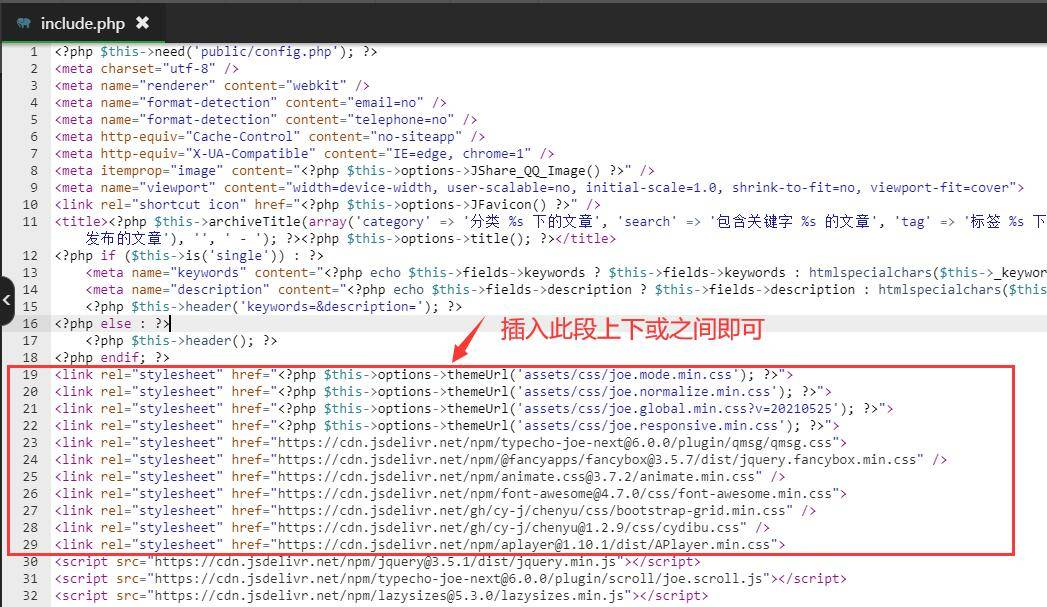 include.php ✖
1 <?php $this->need('public/config.php'); ?>
2 <meta charset="utf-8" />
3 <meta name="renderer" content="webkit" />
4 <meta name="format-detection" content="email=no" />
5 <meta name="format-detection" content="telephone=no" />
6 <meta http-equiv="Cache-Control" content="no-siteapp" />
7 <meta http-equiv="X-UA-Compatible" content="IE=edge, chrome=1" />
8 <meta itemprop="image" content="<?php $this->options->JShare_QQ_Image() ?>" />
9 <meta name="viewport" content="width=device-width, user-scalable=no, initial-scale=1.0, shrink-to-fit=no, viewport-fit=cover">
10 <link rel="shortcut icon" href="<?php $this->options->JFavicon() ?>" />
11 <title><?php $this->archiveTitle(array('category' => '分类 %s 下的文章', 'search' => '包含关键字 %s 的文章', 'tag' => '标签 %s 下
发布的文章'), '', ' - '); ?><?php $this->options->title(); ?></title>
12 <?php if ($this->is('single')) : ?>
13 <meta name="keywords" content="<?php echo $this->fields->keywords ? $this->fields->keywords : htmlspecialchars($this->_keywor
14 <meta name="description" content="<?php echo $this->fields->description ? $this->fields->description : htmlspecialchars($this
15 <?php $this->header('keywords=&description='); ?>
16 <?php else : ?>
插入此段上下或之间即可
17 <?php $this->header(); ?>
18 <?php endif; ?>
19 <link rel="stylesheet" href="<?php $this->options->themeUrl('assets/css/joe.mode.min.css'); ?>">
20 <link rel="stylesheet" href="<?php $this->options->themeUrl('assets/css/joe.normalize.min.css'); ?>">
21 <link rel="stylesheet" href="<?php $this->options->themeUrl('assets/css/joe.global.min.css?v=20210525'); ?>">
22 <link rel="stylesheet" href="<?php $this->options->themeUrl('assets/css/joe.responsive.min.css'); ?>">
23 <link rel="stylesheet" href="https://cdn.jsdelivr.net/npm/typecho-joe-next@6.0.0/plugin/qmsg/qmsg.css">
24 <link rel="stylesheet" href="https://cdn.jsdelivr.net/npm/@fancyapps/fancybox@3.5.7/dist/jquery.fancybox.min.css" />
25 <link rel="stylesheet" href="https://cdn.jsdelivr.net/npm/animate.css@3.7.2/animate.min.css" />
26 <link rel="stylesheet" href="https://cdn.jsdelivr.net/npm/font-awesome@4.7.0/css/font-awesome.min.css">
27 <link rel="stylesheet" href="https://cdn.jsdelivr.net/gh/cy-j/chenyu/css/bootstrap-grid.min.css" />
28 <link rel="stylesheet" href="https://cdn.jsdelivr.net/gh/cy-j/chenyu@1.2.9/css/cydibu.css" />
29 <link rel="stylesheet" href="https://cdn.jsdelivr.net/npm/aplayer@1.10.1/dist/APlayer.min.css">
30 <script src="https://cdn.jsdelivr.net/npm/jquery@3.5.1/dist/jquery.min.js"></script>
31 <script src="https://cdn.jsdelivr.net/npm/typecho-joe-next@6.0.0/plugin/scroll/joe.scroll.js"></script>
32 <script src="https://cdn.jsdelivr.net/npm/lazysizes@5.3.0/lazysizes.min.js"></script>